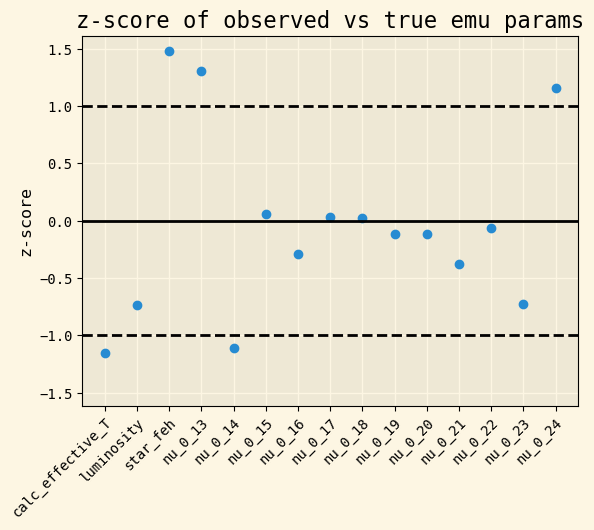 z-score of observed vs true emu params
z-score
1.5
1.0
0.5
0.0
−0.5
−1.0
−1.5
calc_effective_T
luminosity
star_feh
nu_0_13
nu_0_14
nu_0_15
nu_0_16
nu_0_17
nu_0_18
nu_0_19
nu_0_20
nu_0_21
nu_0_22
nu_0_23
nu_0_24